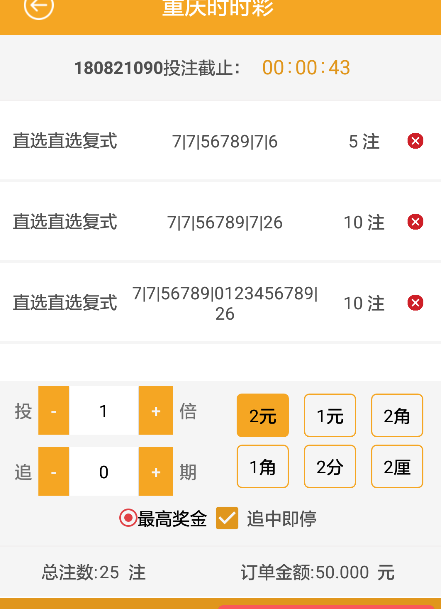 重庆时时彩
180821090投注截止： 00:00:43
直选直选复式 7|7|56789|7|6 5 注
直选直选复式 7|7|56789|7|26 10 注
直选直选复式 7|7|56789|0123456789|26 10 注
投 - 1 + 倍 2元 1元 2角
追 - 0 + 期 1角 2分 2厘
最高奖金 追中即停
总注数:25 注 订单金额:50.000 元